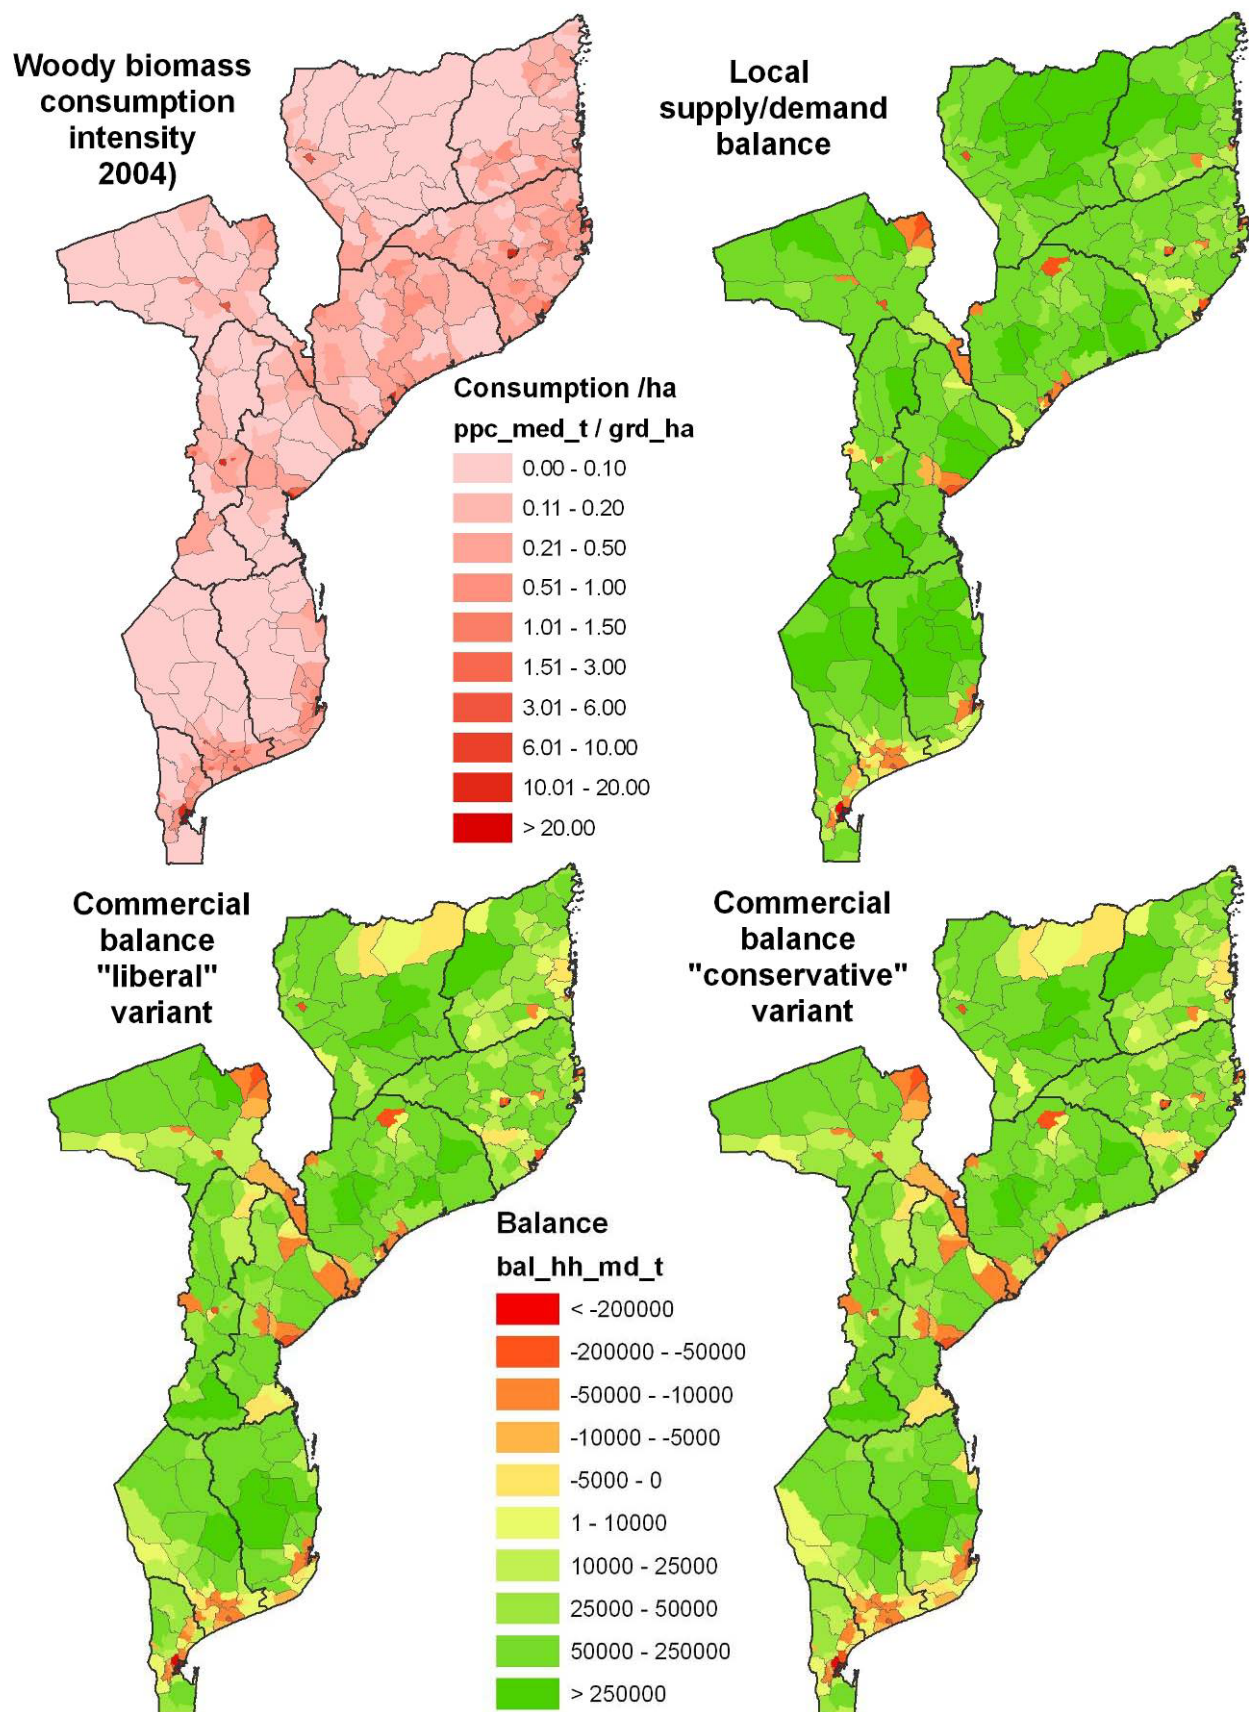 Woody biomass
consumption
intensity
2004)
Local
supply/demand
balance
Consumption /ha
ppc_med_t / grd_ha
0.00 - 0.10
0.11 - 0.20
0.21 - 0.50
0.51 - 1.00
1.01 - 1.50
1.51 - 3.00
3.01 - 6.00
6.01 - 10.00
10.01 - 20.00
> 20.00
Commercial
balance
"liberal"
variant
Commercial
balance
"conservative"
variant
Balance
bal_hh_md_t
< -200000
-200000 - -50000
-50000 - -10000
-10000 - -5000
-5000 - 0
1 - 10000
10000 - 25000
25000 - 50000
50000 - 250000
> 250000